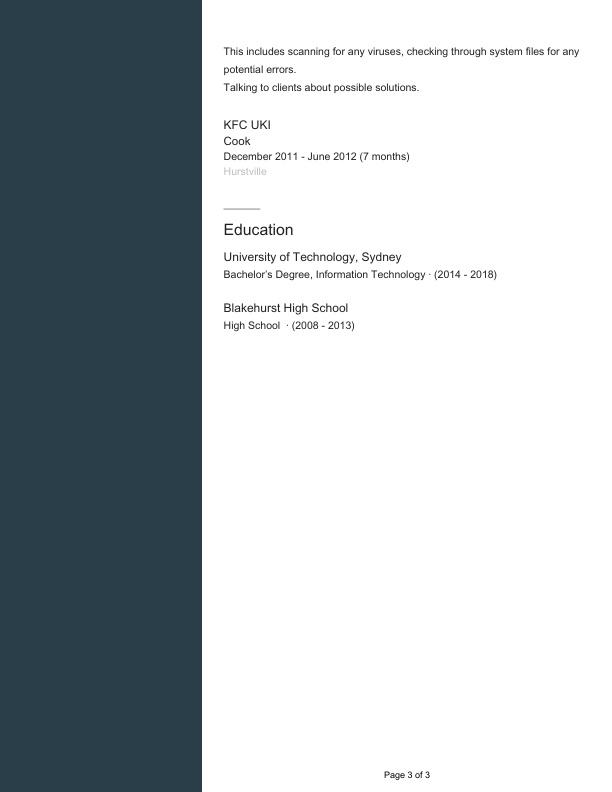 This includes scanning for any viruses, checking through system files for any
potential errors.
Talking to clients about possible solutions.
KFC UKI
Cook
December 2011 - June 2012 (7 months)
Hurstville
Education
University of Technology, Sydney
Bachelor's Degree, Information Technology · (2014 - 2018)
Blakehurst High School
High School · (2008 - 2013)
Page 3 of 3